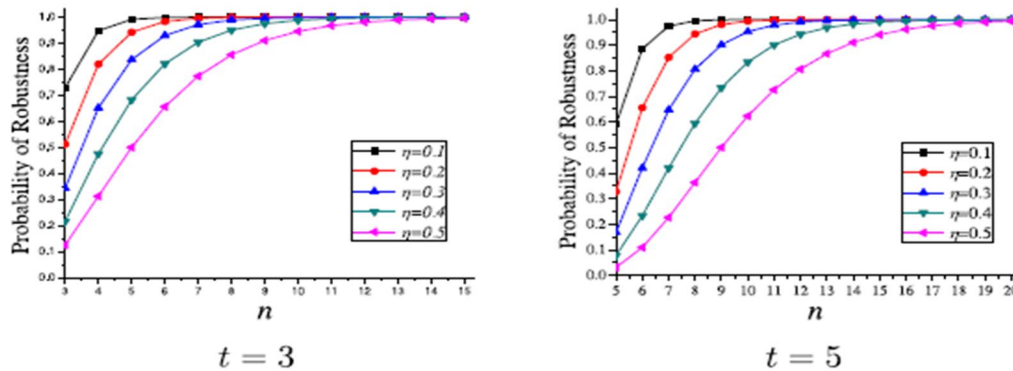 Probability of Robustness
1.0
0.9
0.8
0.7
0.6
0.5
0.4
0.3
0.2
0.1
0.0
η=0.1
η=0.2
η=0.3
η=0.4
η=0.5
3 4 5 6 7 8 9 10 11 12 13 14 15
n
t = 3
Probability of Robustness
1.0
0.9
0.8
0.7
0.6
0.5
0.4
0.3
0.2
0.1
0.0
η=0.1
η=0.2
η=0.3
η=0.4
η=0.5
5 6 7 8 9 10 11 12 13 14 15 16 17 18 19 20
n
t = 5